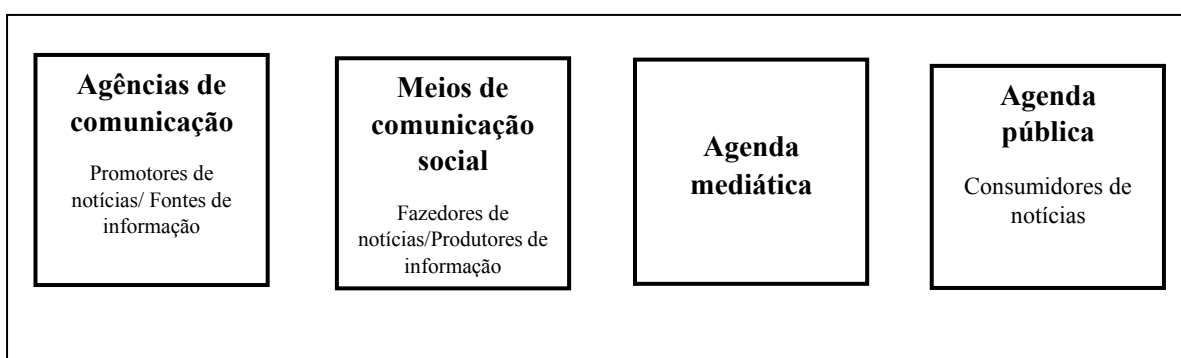 Agências de
comunicação
Promotores de
notícias/ Fontes de
informação
Meios de
comunicação
social
Fazedores de
notícias/Produtores de
informação
Agenda
mediática
Agenda
pública
Consumidores de
notícias